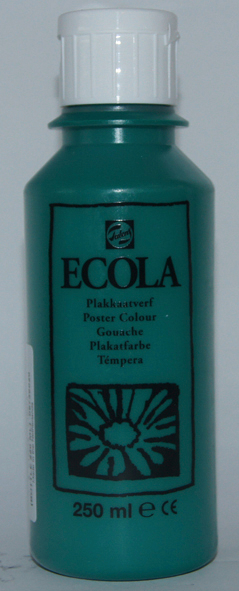 Talens
ECOLA
Plakkaatverf
Poster Colour
Gouache
Plakatfarbe
Témpera
250 ml ℮ CE